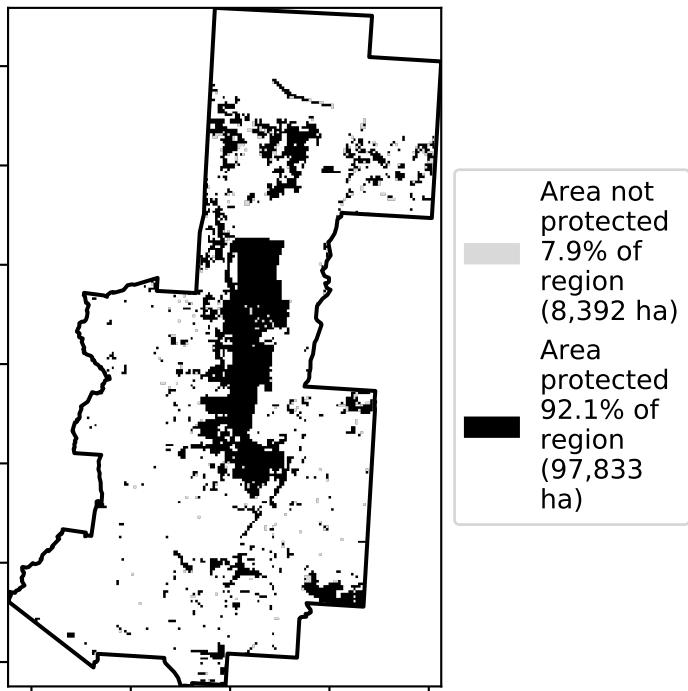 Area not
protected
7.9% of
region
(8,392 ha)
Area
protected
92.1% of
region
(97,833
ha)